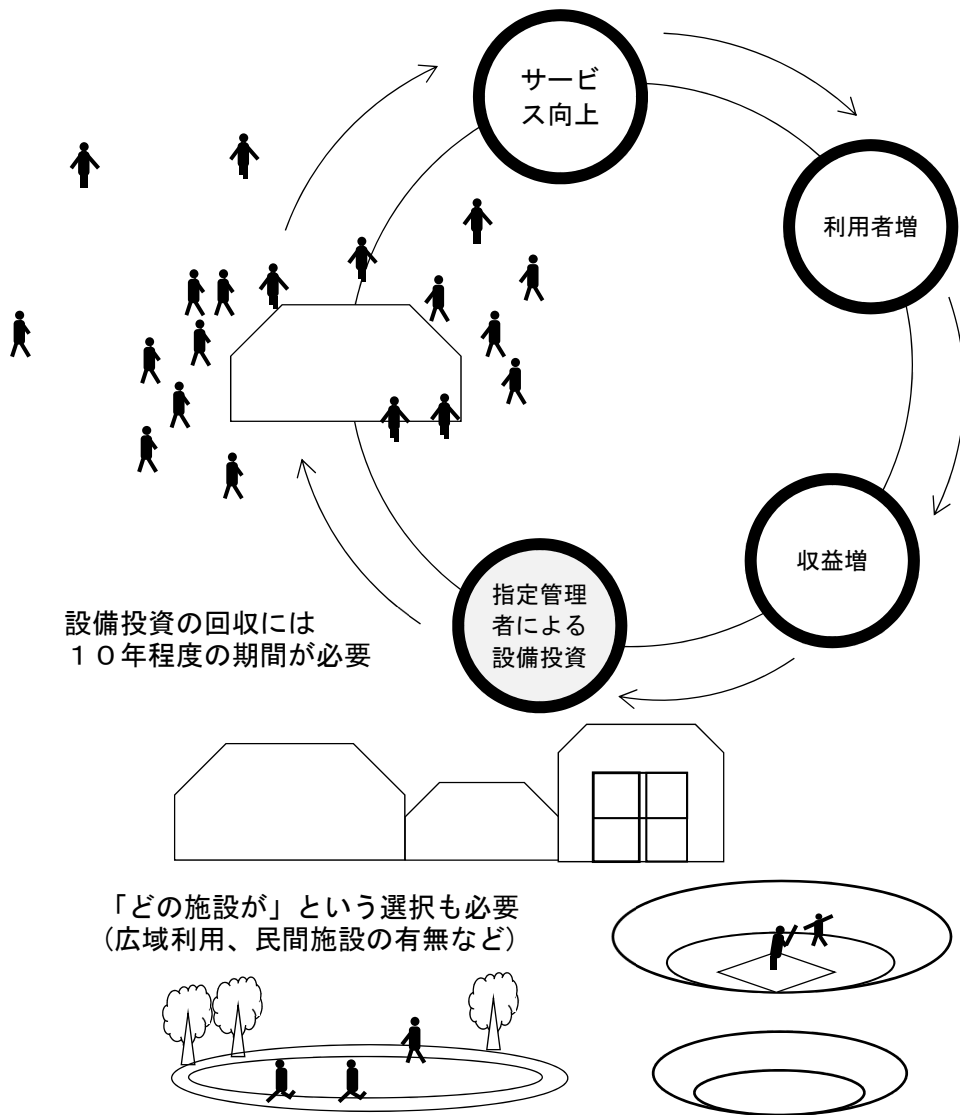 サービ
ス向上
利用者増
収益増
指定管理
者による
設備投資
設備投資の回収には
１０年程度の期間が必要
「どの施設が」という選択も必要
（広域利用、民間施設の有無など）